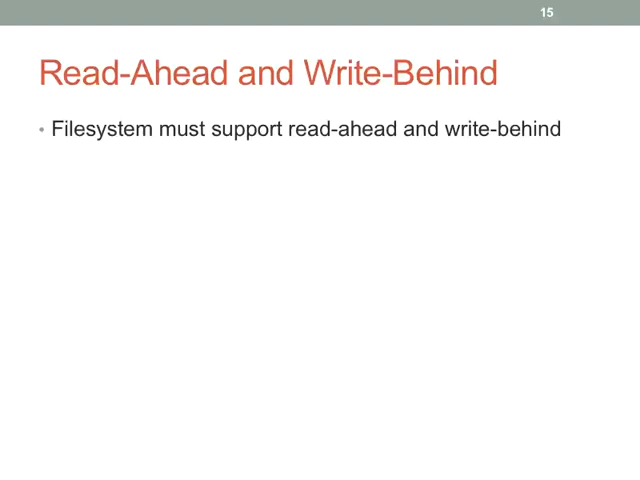 15
Read-Ahead and Write-Behind
• Filesystem must support read-ahead and write-behind